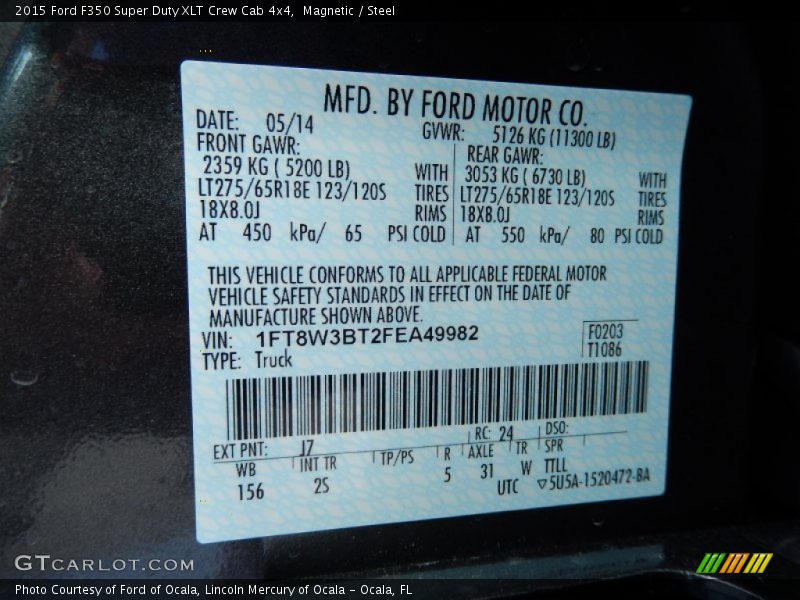 2015 Ford F350 Super Duty XLT Crew Cab 4x4,  Magnetic / Steel
MFD. BY FORD MOTOR CO.
DATE: 05/14 GVWR: 5126 KG (11300 LB)
FRONT GAWR: REAR GAWR:
2359 KG ( 5200 LB) WITH 3053 KG ( 6730 LB) WITH
LT275/65R18E 123/120S TIRES LT275/65R18E 123/120S TIRES
18X8.0J RIMS 18X8.0J RIMS
AT 450 kPa/ 65 PSI COLD AT 550 kPa/ 80 PSI COLD
THIS VEHICLE CONFORMS TO ALL APPLICABLE FEDERAL MOTOR
VEHICLE SAFETY STANDARDS IN EFFECT ON THE DATE OF
MANUFACTURE SHOWN ABOVE.
VIN: 1FT8W3BT2FEA49982 F0203
TYPE: Truck T1086
EXT PNT: J7 RC: 24 DSO:
WB INT TR TP/PS R AXLE TR SPR
156 2S 5 31 W TTLL
UTC ▽5U5A-1520472-BA
GTCARLOT.COM
Photo Courtesy of Ford of Ocala, Lincoln Mercury of Ocala - Ocala, FL